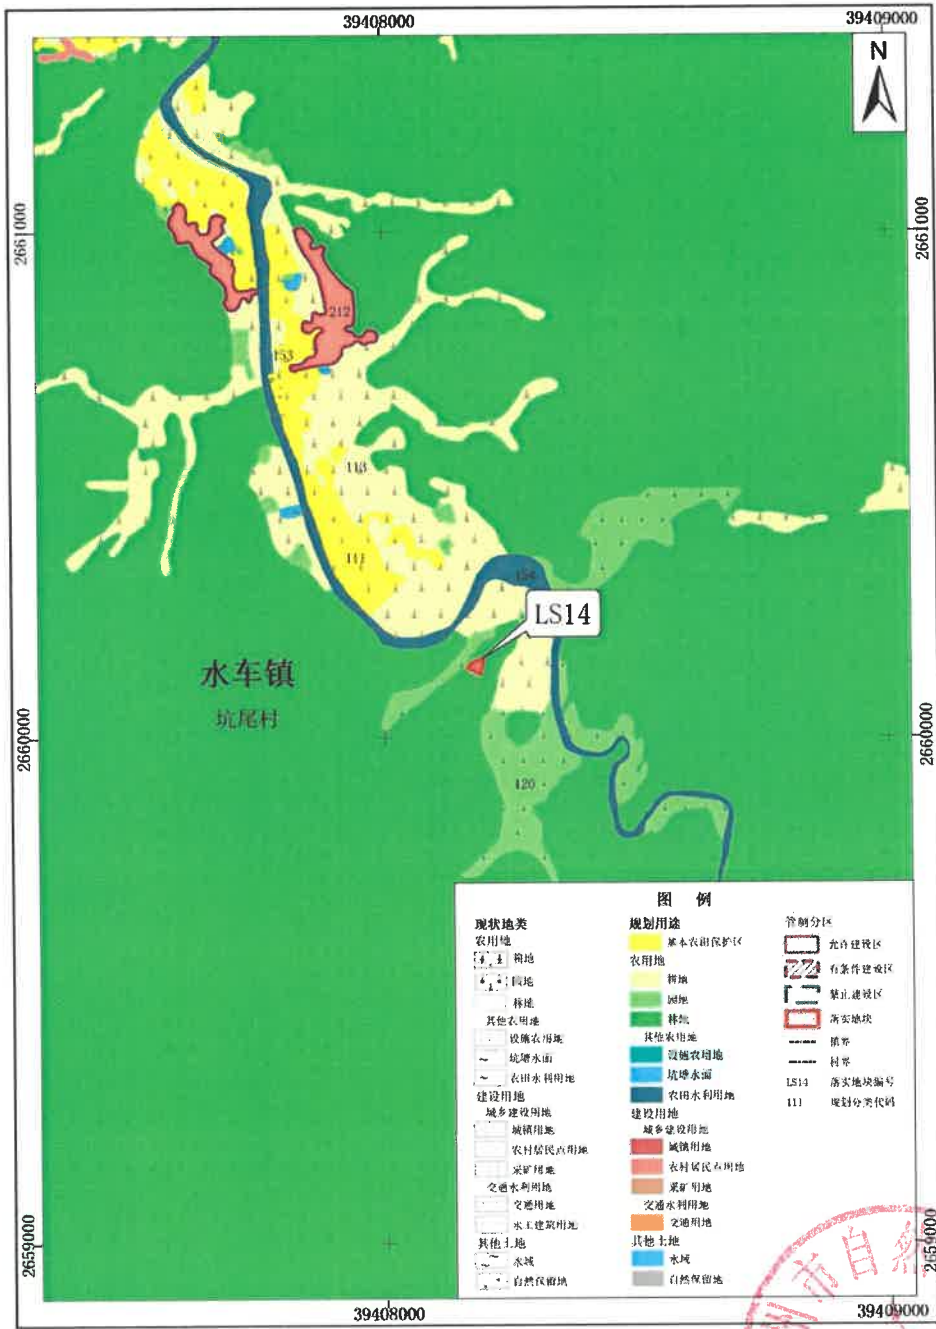 39408000
39409000
N
2661000
2661000
212
153
113
111
154
LS14
水车镇
坑尾村
2660000
2660000
120
图 例
现状地类
农用地
耕地
园地
林地
其他农用地
设施农用地
坑塘水面
农田水利用地
建设用地
城乡建设用地
城镇用地
农村居民点用地
采矿用地
交通水利用地
交通用地
水工建筑用地
其他土地
水域
自然保留地
规划用途
基本农田保护区
农用地
耕地
园地
林地
其他农用地
设施农用地
坑塘水面
农田水利用地
建设用地
城乡建设用地
城镇用地
农村居民点用地
采矿用地
交通水利用地
交通用地
其他土地
水域
自然保留地
管制分区
允许建设区
有条件建设区
禁止建设区
落实地块
镇界
村界
LS14 落实地块编号
111 规划分类代码
2659000
2659000
市自然
39408000
39409000